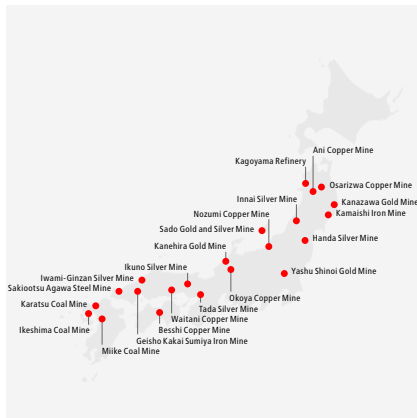 Ani Copper Mine
Kagoyama Refinery
Osarizwa Copper Mine
Innai Silver Mine
Kanazawa Gold Mine
Nozumi Copper Mine
Kamaishi Iron Mine
Sado Gold and Silver Mine
Handa Silver Mine
Kanehira Gold Mine
Ikuno Silver Mine
Yashu Shinoi Gold Mine
Iwami-Ginzan Silver Mine
Sakiootsu Agawa Steel Mine
Okoya Copper Mine
Karatsu Coal Mine
Tada Silver Mine
Waitani Copper Mine
Ikeshima Coal Mine
Besshi Copper Mine
Geisho Kakai Sumiya Iron Mine
Miike Coal Mine